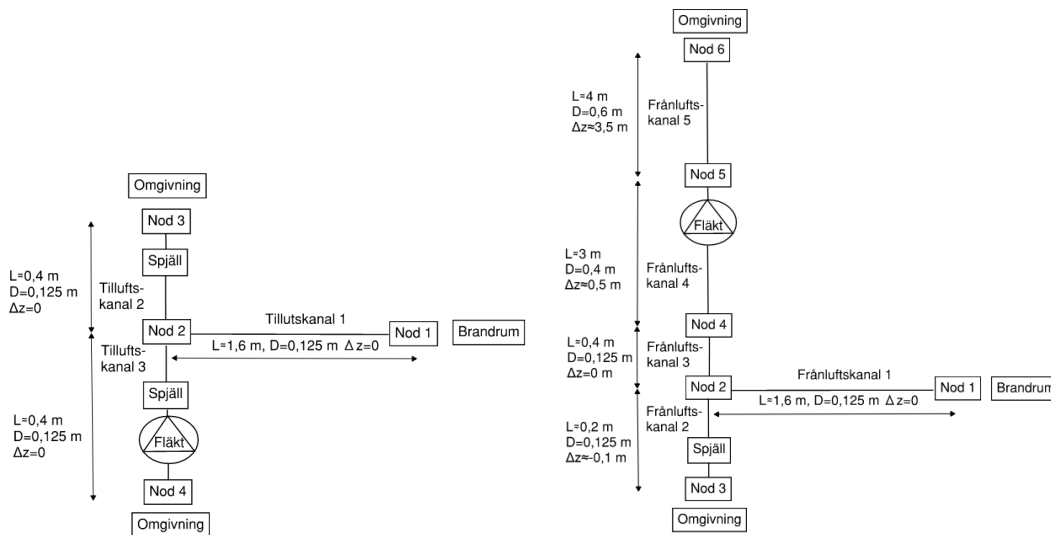 Omgivning
Nod 3
Spjäll
L≈0,4 m
D=0,125 m
Δz=0
Tillufts-
kanal 2
Nod 2
Tillutskanal 1
Nod 1
Brandrum
L≈1,6 m, D=0,125 m Δ z=0
Tillufts-
kanal 3
Spjäll
L≈0,4 m
D=0,125 m
Δz=0
Fläkt
Nod 4
Omgivning
Omgivning
Nod 6
L≈4 m
D=0,6 m
Δz≈3,5 m
Frånlufts-
kanal 5
Nod 5
Fläkt
L≈3 m
D=0,4 m
Δz≈0,5 m
Frånlufts-
kanal 4
Nod 4
L≈0,4 m
D=0,125 m
Δz=0 m
Frånlufts-
kanal 3
Nod 2
Frånluftskanal 1
Nod 1
Brandrum
L≈1,6 m, D=0,125 m Δ z=0
Frånlufts-
kanal 2
L≈0,2 m
D=0,125 m
Δz≈-0,1 m
Spjäll
Nod 3
Omgivning